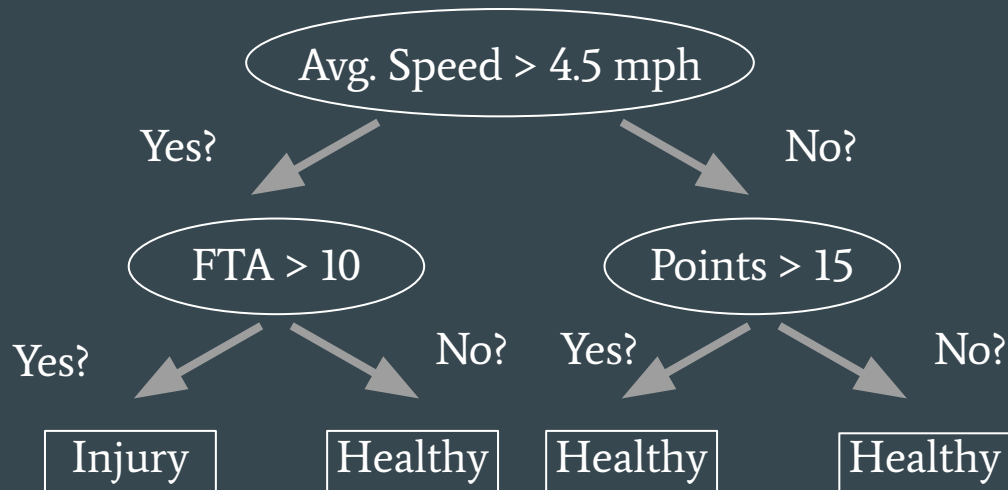 Avg. Speed > 4.5 mph
Yes?
No?
FTA > 10
Points > 15
Yes?
No?
Yes?
No?
Injury
Healthy
Healthy
Healthy